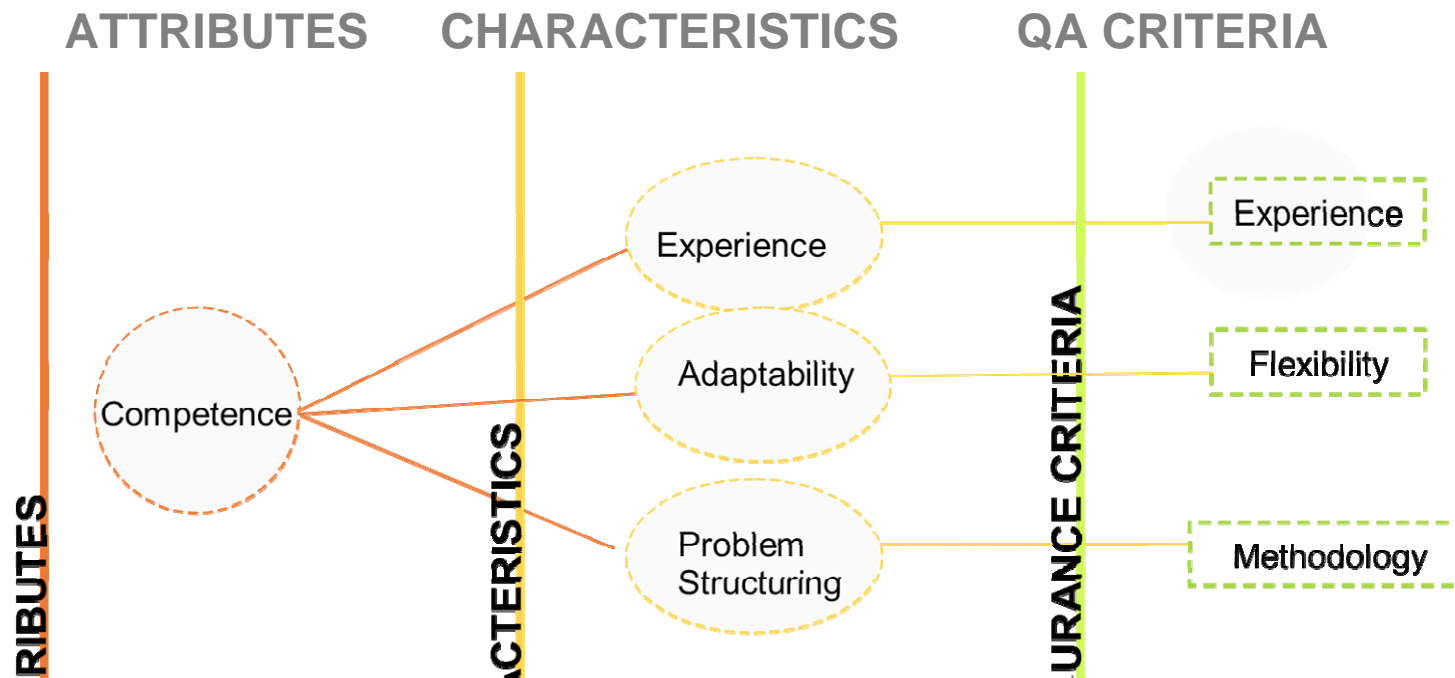 ATTRIBUTES CHARACTERISTICS QA CRITERIA
Experience
Experience
Adaptability
Flexibility
Competence
Problem
Structuring
Methodology
RIBUTES
ACTERISTICS
URANCE CRITERIA